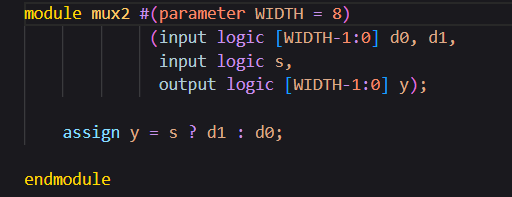 module mux2 #(parameter WIDTH = 8)
(input logic [WIDTH-1:0] d0, d1,
input logic s,
output logic [WIDTH-1:0] y);
assign y = s ? d1 : d0;
endmodule